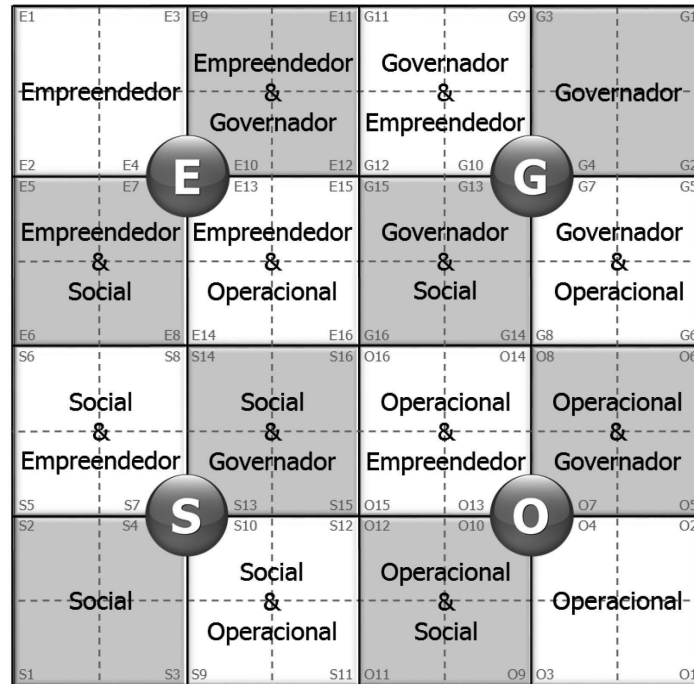 E1 E3 E9 E11 G11 G9 G3 G1
Empreendedor
Empreendedor
&
Governador
Governador
&
Empreendedor
Governador
E2 E4 E10 E12 G12 G10 G4 G2
E
G
E5 E7 E13 E15 G15 G13 G7 G5
Empreendedor
&
Social
Empreendedor
&
Operacional
Governador
&
Social
Governador
&
Operacional
E6 E8 E14 E16 G16 G14 G8 G6
S6 S8 S14 S16 O16 O14 O8 O6
Social
&
Empreendedor
Social
&
Governador
Operacional
&
Empreendedor
Operacional
&
Governador
S5 S7 S13 S15 O15 O13 O7 O5
S
O
S2 S4 S10 S12 O12 O10 O4 O2
Social
Social
&
Operacional
Operacional
&
Social
Operacional
S1 S3 S9 S11 O11 O9 O3 O1